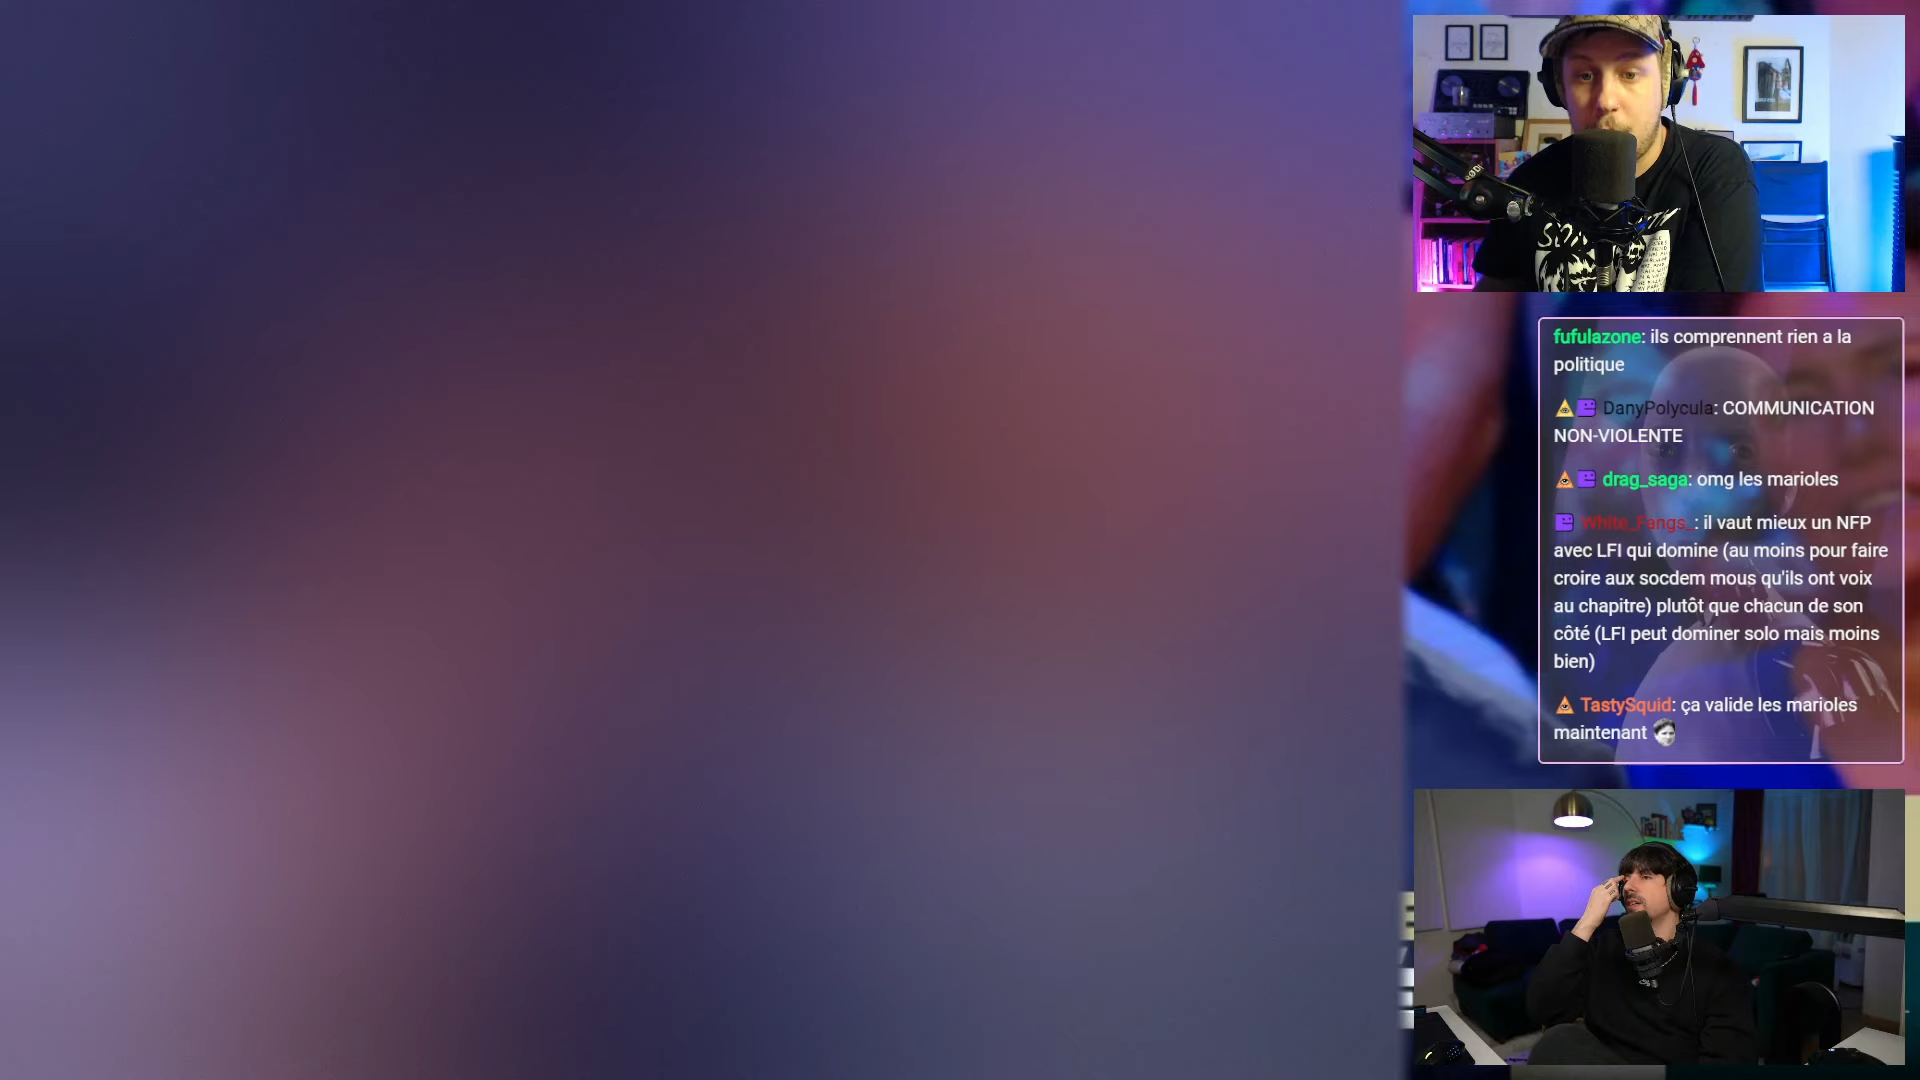 fufulazone: ils comprennent rien a la
politique
DanyPolycula: COMMUNICATION
NON-VIOLENTE
drag_saga: omg les marioles
White_Fangs_: il vaut mieux un NFP
avec LFI qui domine (au moins pour faire
croire aux socdem mous qu'ils ont voix
au chapitre) plutôt que chacun de son
côté (LFI peut dominer solo mais moins
bien)
TastySquid: ça valide les marioles
maintenant